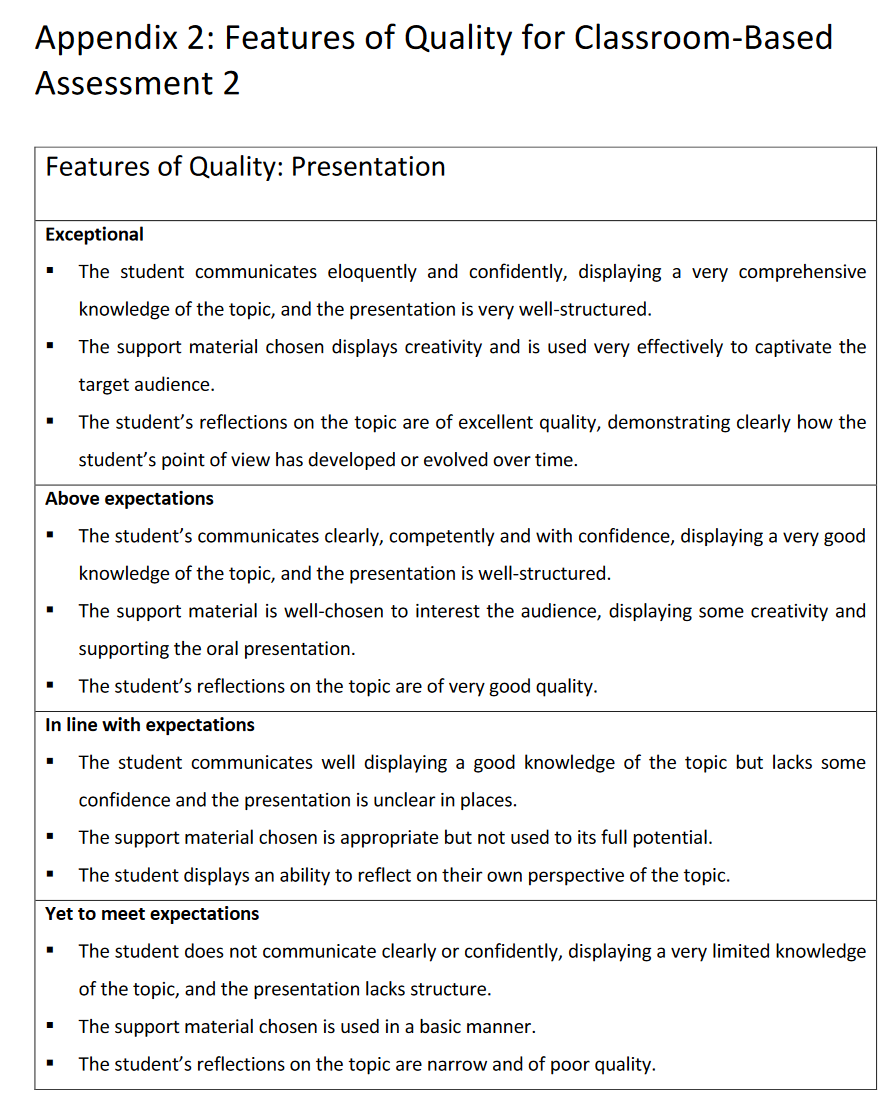 Appendix 2: Features of Quality for Classroom-Based
Assessment 2
Features of Quality: Presentation
Exceptional
▪ The student communicates eloquently and confidently, displaying a very comprehensive
knowledge of the topic, and the presentation is very well-structured.
▪ The support material chosen displays creativity and is used very effectively to captivate the
target audience.
▪ The student’s reflections on the topic are of excellent quality, demonstrating clearly how the
student’s point of view has developed or evolved over time.
Above expectations
▪ The student’s communicates clearly, competently and with confidence, displaying a very good
knowledge of the topic, and the presentation is well-structured.
▪ The support material is well-chosen to interest the audience, displaying some creativity and
supporting the oral presentation.
▪ The student’s reflections on the topic are of very good quality.
In line with expectations
▪ The student communicates well displaying a good knowledge of the topic but lacks some
confidence and the presentation is unclear in places.
▪ The support material chosen is appropriate but not used to its full potential.
▪ The student displays an ability to reflect on their own perspective of the topic.
Yet to meet expectations
▪ The student does not communicate clearly or confidently, displaying a very limited knowledge
of the topic, and the presentation lacks structure.
▪ The support material chosen is used in a basic manner.
▪ The student’s reflections on the topic are narrow and of poor quality.